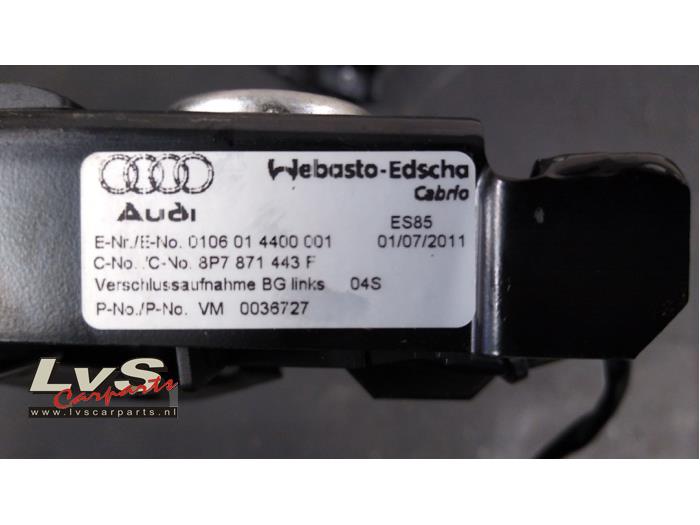 Webasto-Edscha
Cabrio
Audi
ES85
E-Nr./E-No. 0106 01 4400 001 01/07/2011
C-No. /C-No. 8P7 871 443 F
Verschlussaufnahme BG links 04S
P-No./P-No. VM 0036727
LvS
Carparts
www.lvscarparts.nl